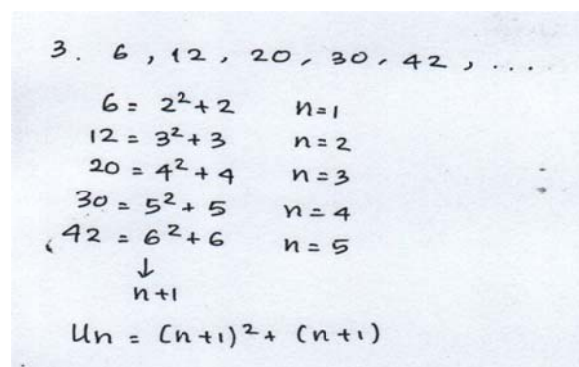 3. 6, 12, 20, 30, 42, ....
6 = 2²+2 n=1
12 = 3²+3 n=2
20 = 4²+4 n=3
30 = 5²+5 n=4
42 = 6²+6 n=5
↓
n+1
Un = (n+1)²+ (n+1)